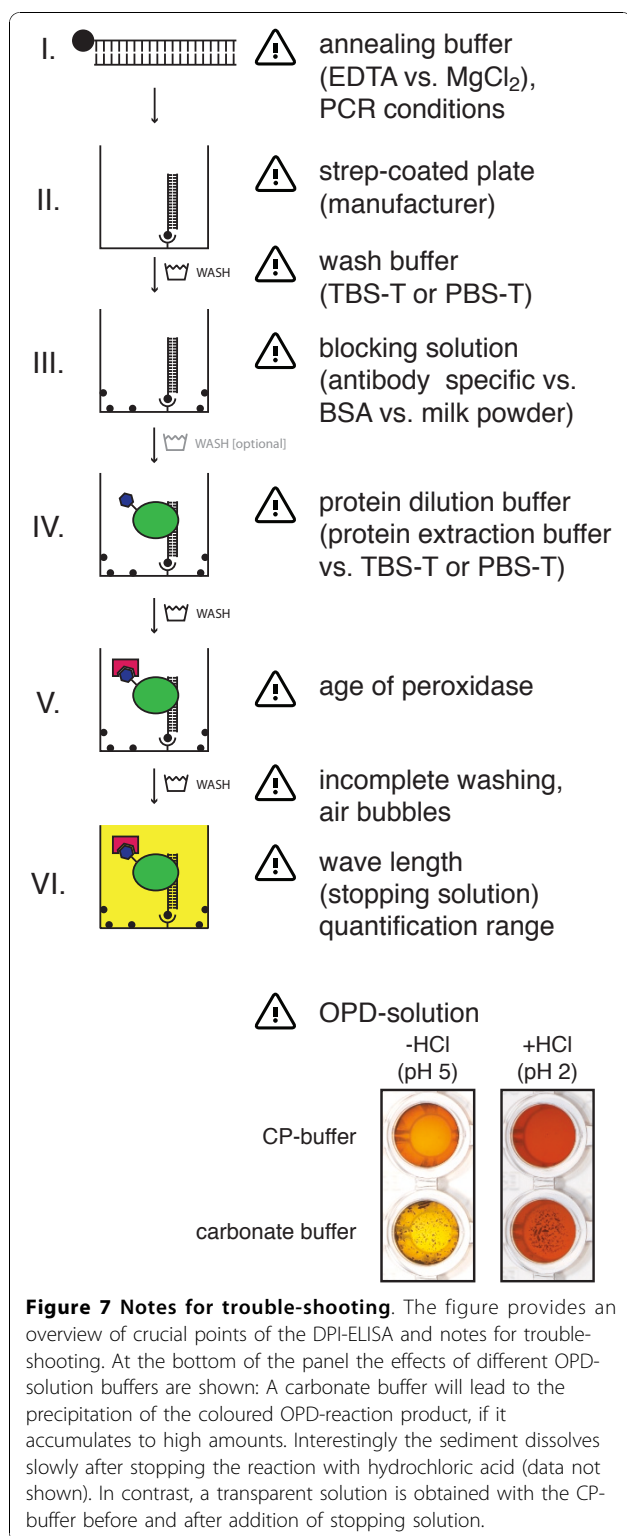 I.
annealing buffer
(EDTA vs. MgCl₂),
PCR conditions
II.
strep-coated plate
(manufacturer)
WASH
wash buffer
(TBS-T or PBS-T)
III.
blocking solution
(antibody specific vs.
BSA vs. milk powder)
WASH [optional]
IV.
protein dilution buffer
(protein extraction buffer
vs. TBS-T or PBS-T)
WASH
V.
age of peroxidase
WASH
incomplete washing,
air bubbles
VI.
wave length
(stopping solution)
quantification range
OPD-solution
-HCl +HCl
(pH 5) (pH 2)
CP-buffer
carbonate buffer
Figure 7 Notes for trouble-shooting. The figure provides an
overview of crucial points of the DPI-ELISA and notes for trouble-
shooting. At the bottom of the panel the effects of different OPD-
solution buffers are shown: A carbonate buffer will lead to the
precipitation of the coloured OPD-reaction product, if it
accumulates to high amounts. Interestingly the sediment dissolves
slowly after stopping the reaction with hydrochloric acid (data not
shown). In contrast, a transparent solution is obtained with the CP-
buffer before and after addition of stopping solution.